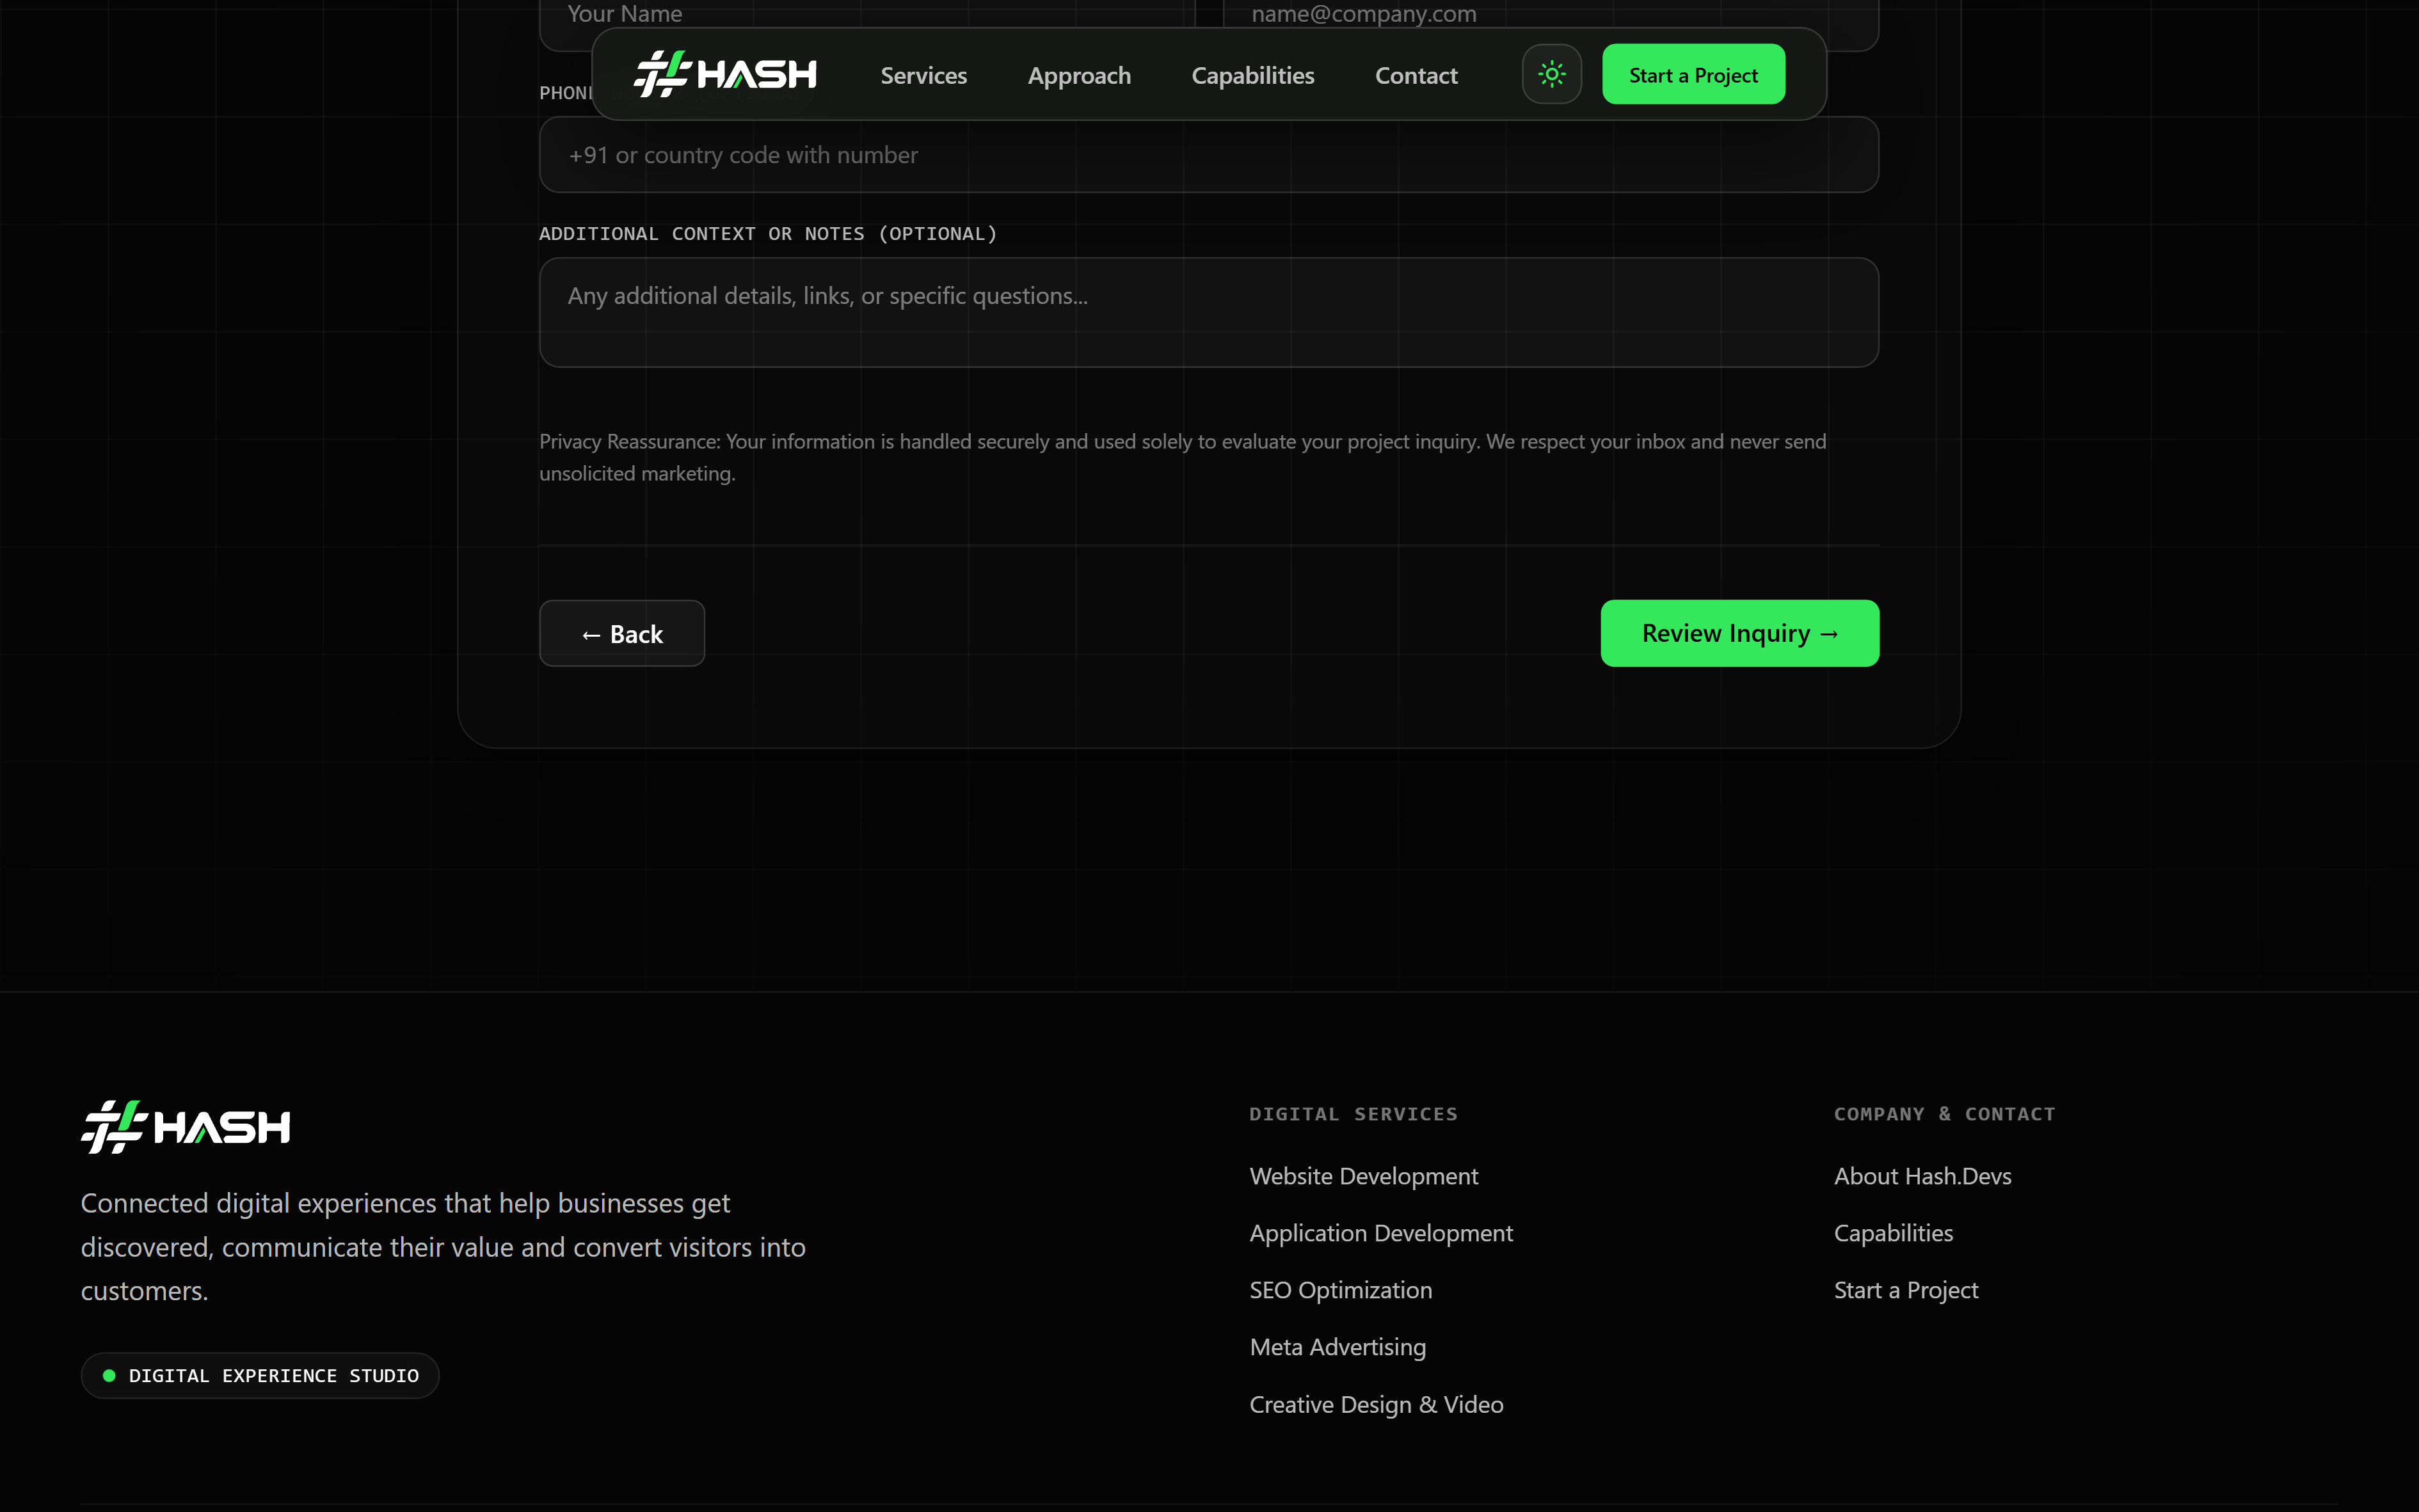 Your Name
name@company.com
HASH
Services
Approach
Capabilities
Contact
Start a Project
PHON
+91 or country code with number
ADDITIONAL CONTEXT OR NOTES (OPTIONAL)
Any additional details, links, or specific questions...
Privacy Reassurance: Your information is handled securely and used solely to evaluate your project inquiry. We respect your inbox and never send
unsolicited marketing.
← Back
Review Inquiry →
HASH
Connected digital experiences that help businesses get
discovered, communicate their value and convert visitors into
customers.
DIGITAL EXPERIENCE STUDIO
DIGITAL SERVICES
Website Development
Application Development
SEO Optimization
Meta Advertising
Creative Design & Video
COMPANY & CONTACT
About Hash.Devs
Capabilities
Start a Project